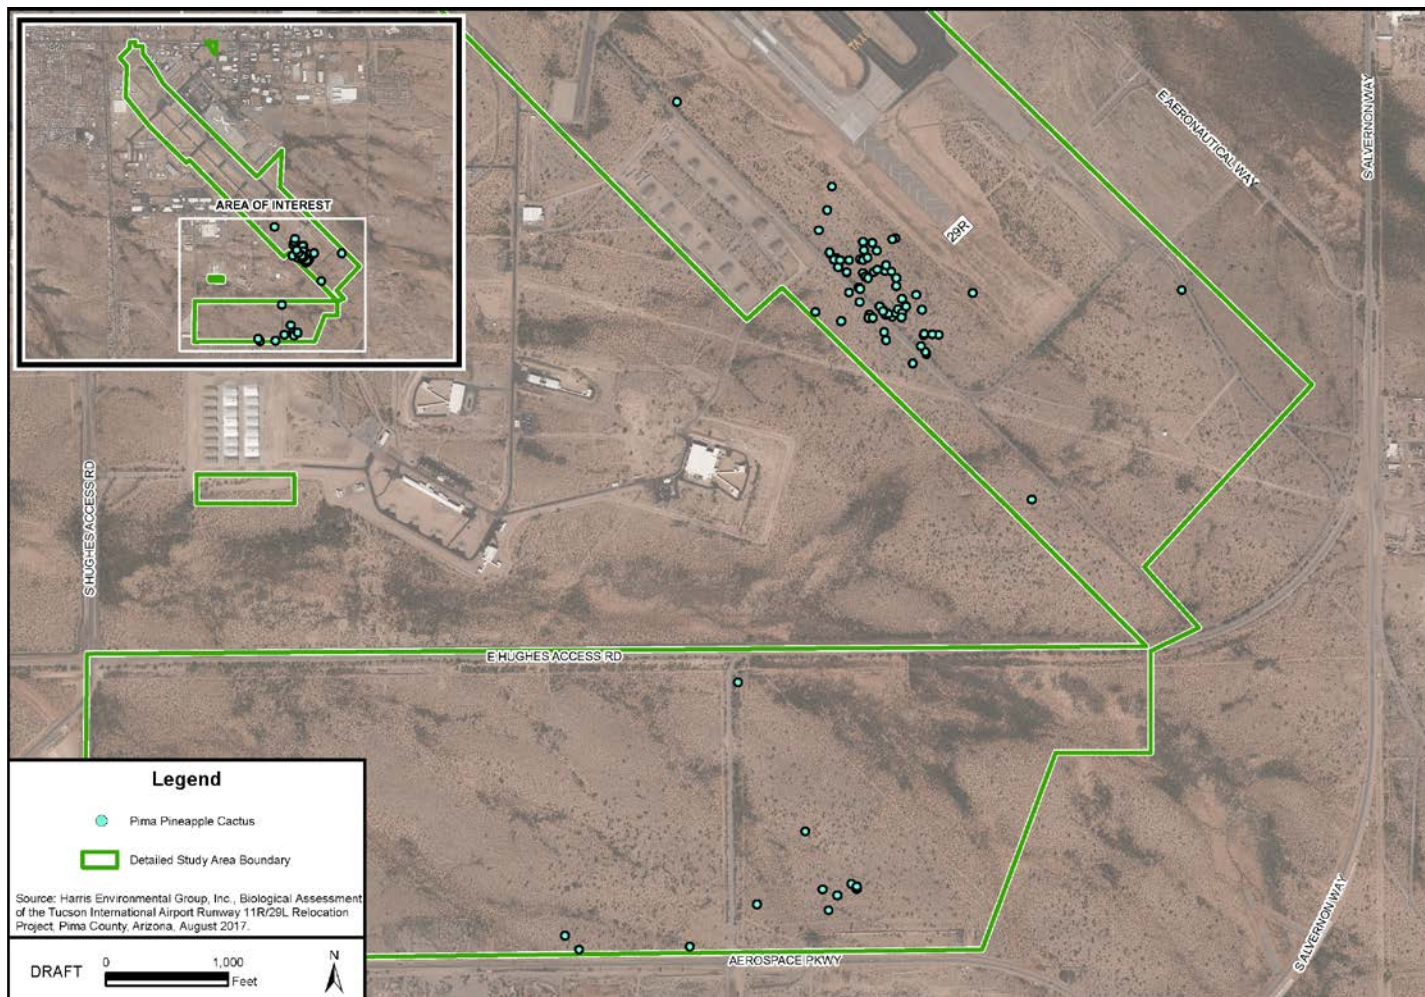 AREA OF INTEREST
E AERONAUTICAL WAY
S ALVERNON WAY
29R
S HUGHES ACCESS RD
E HUGHES ACCESS RD
Legend
Pima Pineapple Cactus
Detailed Study Area Boundary
Source: Harris Environmental Group, Inc., Biological Assessment
of the Tucson International Airport Runway 11R/29L Relocation
Project, Pima County, Arizona, August 2017.
DRAFT
0 1,000
Feet
N
AEROSPACE PKWY
S ALVERNON WAY